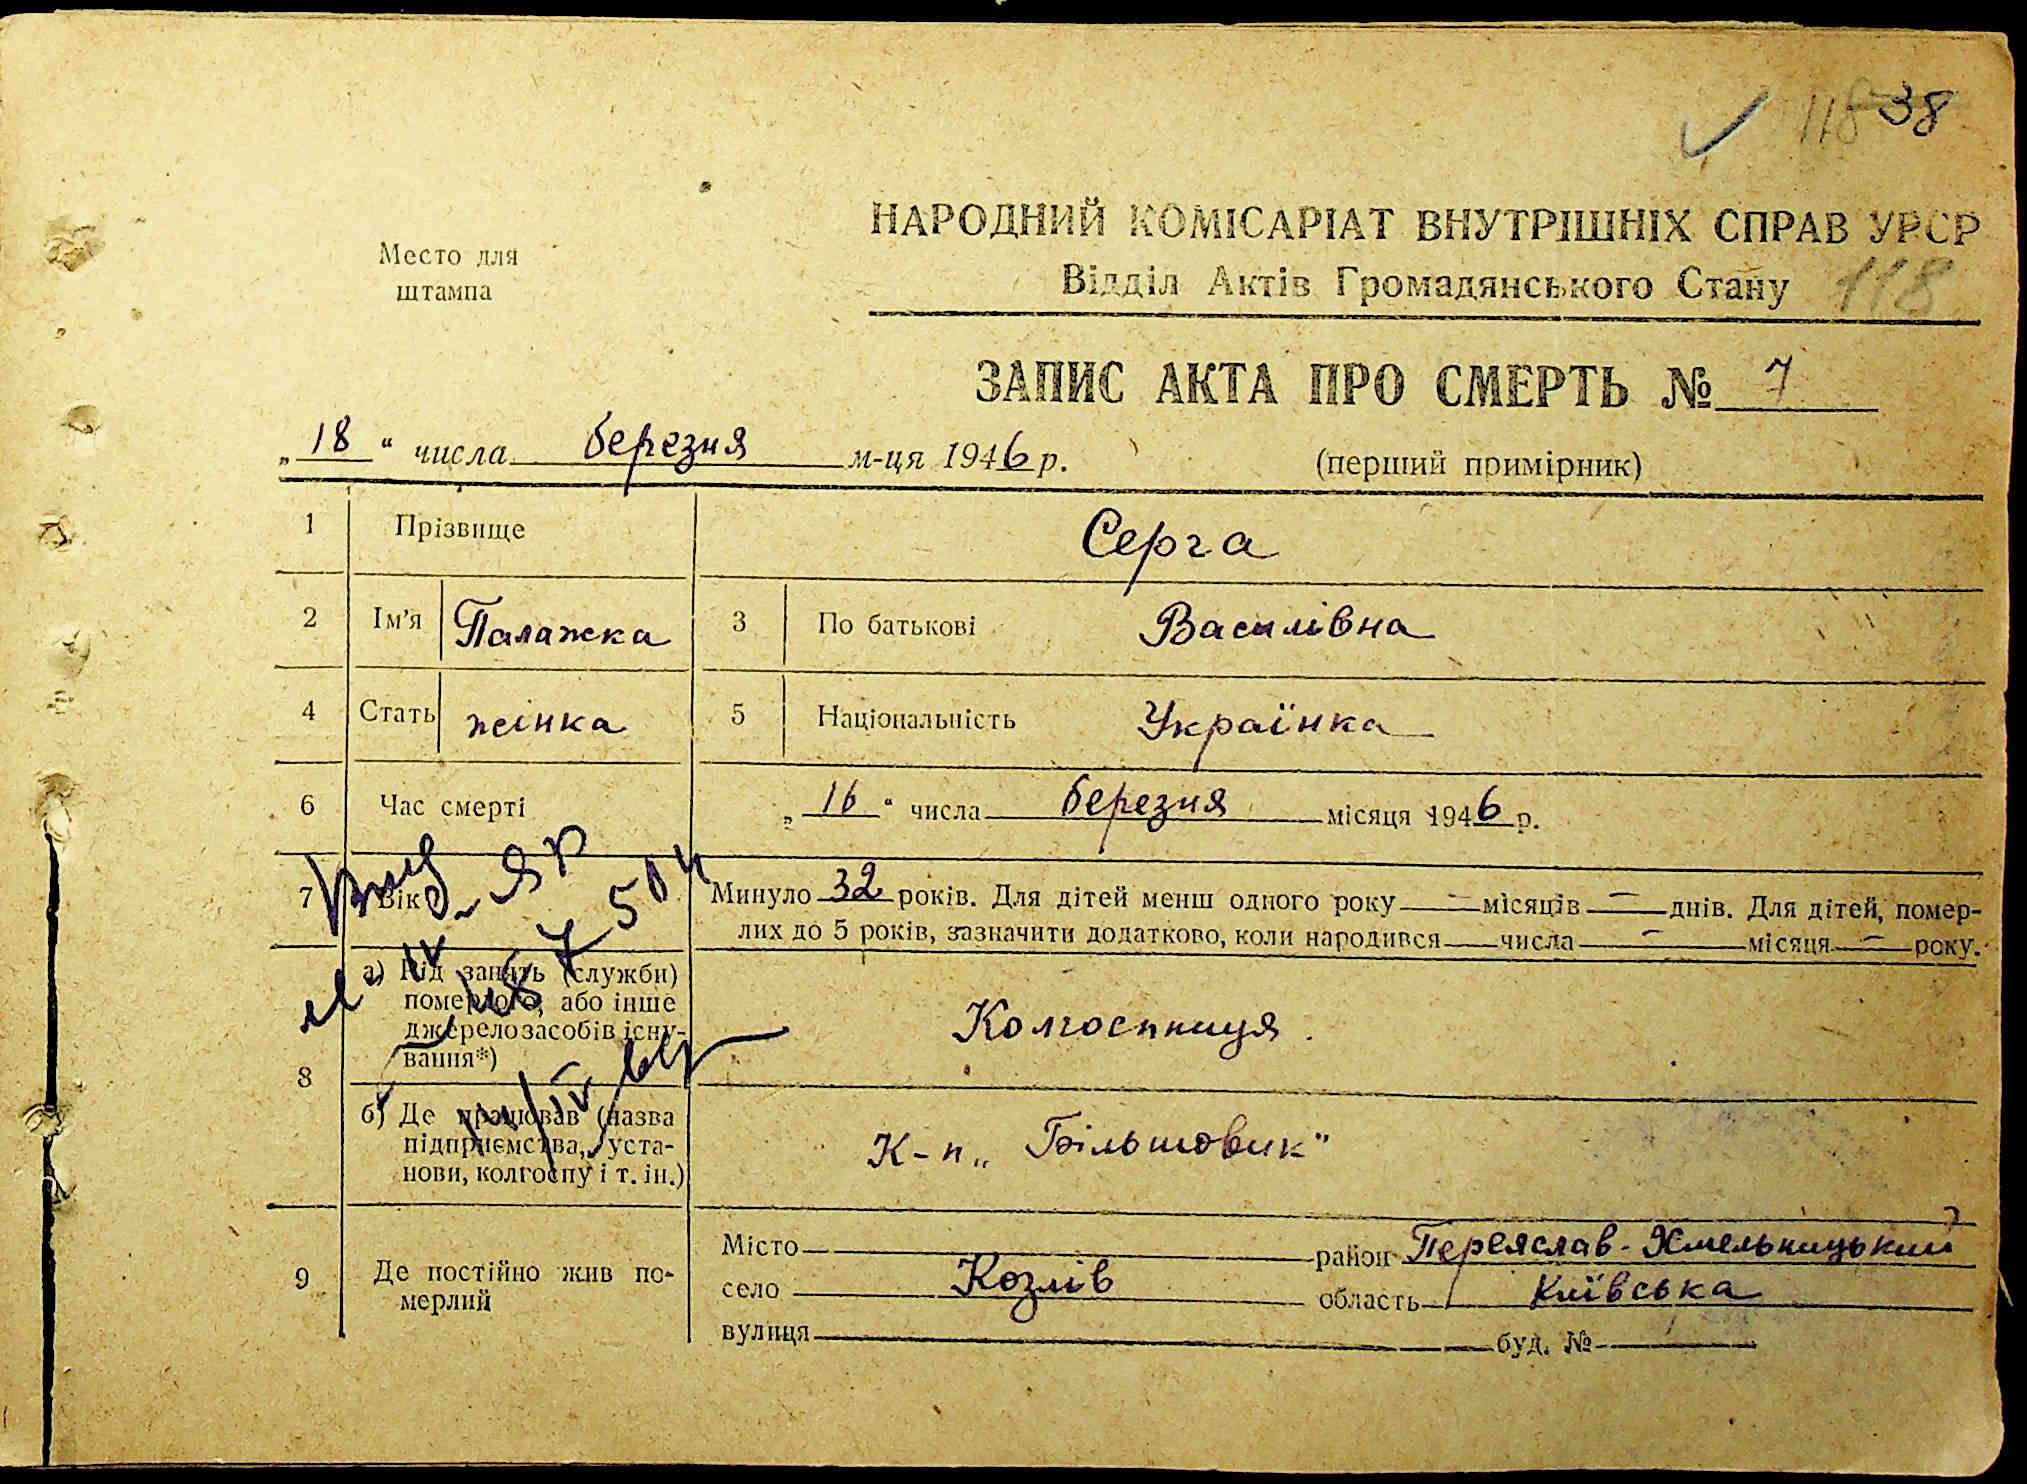 118 38
НАРОДНИЙ КОМІСАРІАТ ВНУТРІШНІХ СПРАВ УРСР
Место для
штампа
Відділ Актів Громадянського Стану 118
ЗАПИС АКТА ПРО СМЕРТЬ № 7
„18“ числа березня м-ця 1946 р. (перший примірник)
1 Прізвище Серга
2 Ім'я Палажка 3 По батькові Василівна
4 Стать жінка 5 Національність Українка
6 Час смерті „16“ числа березня місяця 1946 р.
7 Вік Минуло 32 років. Для дітей менш одного року — місяців — днів. Для дітей, помер-
лих до 5 років, зазначити додатково, коли народився — числа — місяця — року.
8 а) Під занять (служби)
померлого, або інше
джерело засобів існу-
вання*) Колгоспниця.
б) Де працював (назва
підприємства, уста-
нови, колгоспу і т. ін.) К-п „Більшовик"
9 Де постійно жив по-
мерлий
Місто район Переяслав-Хмельницький
село Козлів область Київська
вулиця буд. №